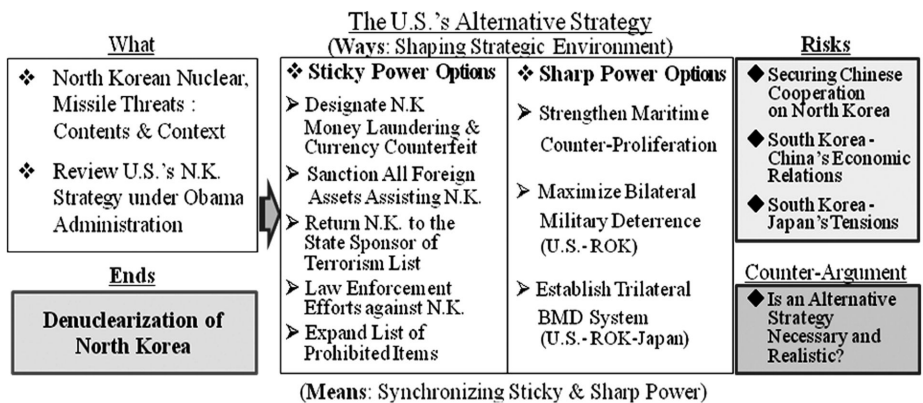 The U.S.'s Alternative Strategy
(Ways: Shaping Strategic Environment)
What
❖ North Korean Nuclear,
Missile Threats :
Contents & Context
❖ Review U.S.'s N.K.
Strategy under Obama
Administration
Ends
Denuclearization of
North Korea
❖ Sticky Power Options
➢ Designate N.K
Money Laundering &
Currency Counterfeit
➢ Sanction All Foreign
Assets Assisting N.K.
➢ Return N.K. to the
State Sponsor of
Terrorism List
➢ Law Enforcement
Efforts against N.K.
➢ Expand List of
Prohibited Items
❖ Sharp Power Options
➢ Strengthen Maritime
Counter-Proliferation
➢ Maximize Bilateral
Military Deterrence
(U.S.-ROK)
➢ Establish Trilateral
BMD System
(U.S.-ROK-Japan)
(Means: Synchronizing Sticky & Sharp Power)
Risks
◆ Securing Chinese
Cooperation
on North Korea
◆ South Korea -
China's Economic
Relations
◆ South Korea -
Japan's Tensions
Counter-Argument
◆ Is an Alternative
Strategy
Necessary and
Realistic?